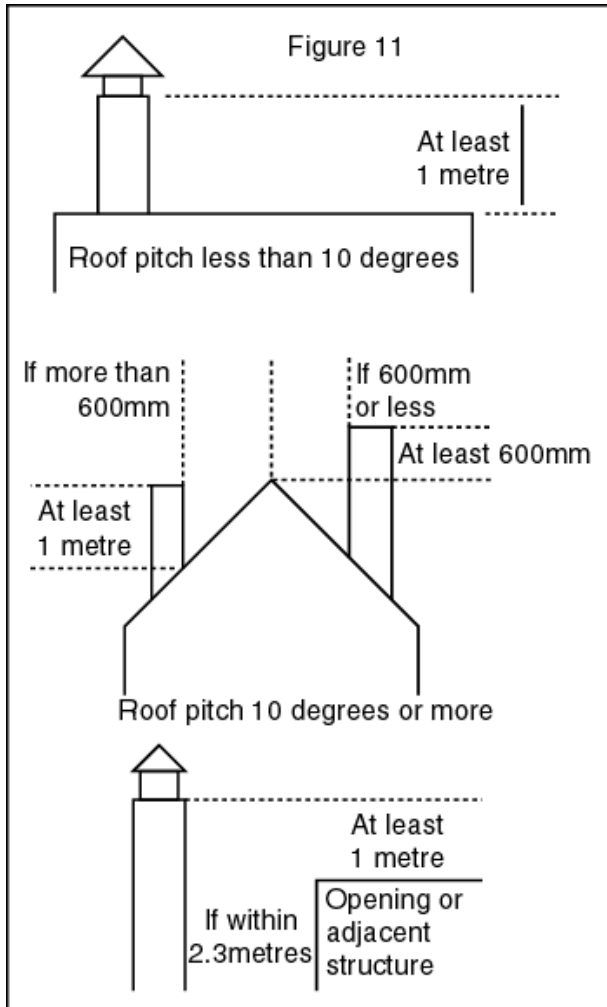 Figure 11
At least
1 metre
Roof pitch less than 10 degrees
If more than
600mm
If 600mm
or less
At least 600mm
At least
1 metre
Roof pitch 10 degrees or more
At least
1 metre
If within
2.3metres
Opening or
adjacent
structure